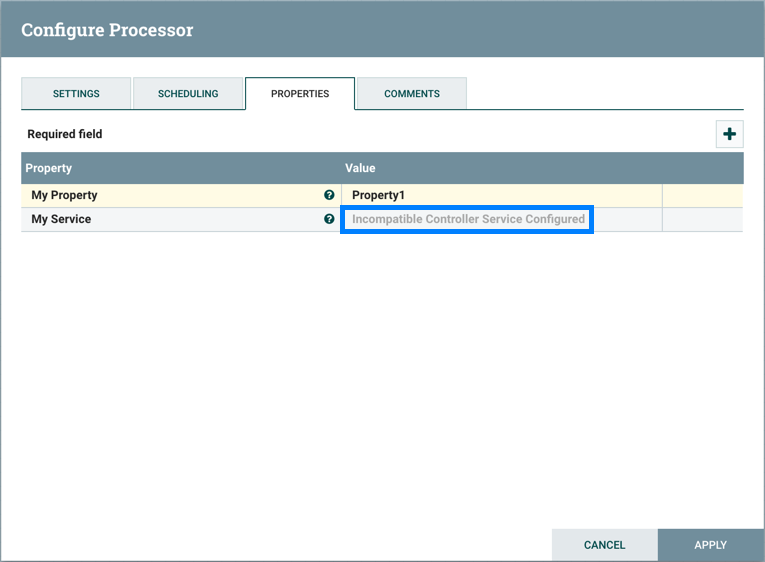 Configure Processor
SETTINGS
SCHEDULING
PROPERTIES
COMMENTS
Required field
Property Value
My Property Property1
My Service Incompatible Controller Service Configured
CANCEL
APPLY